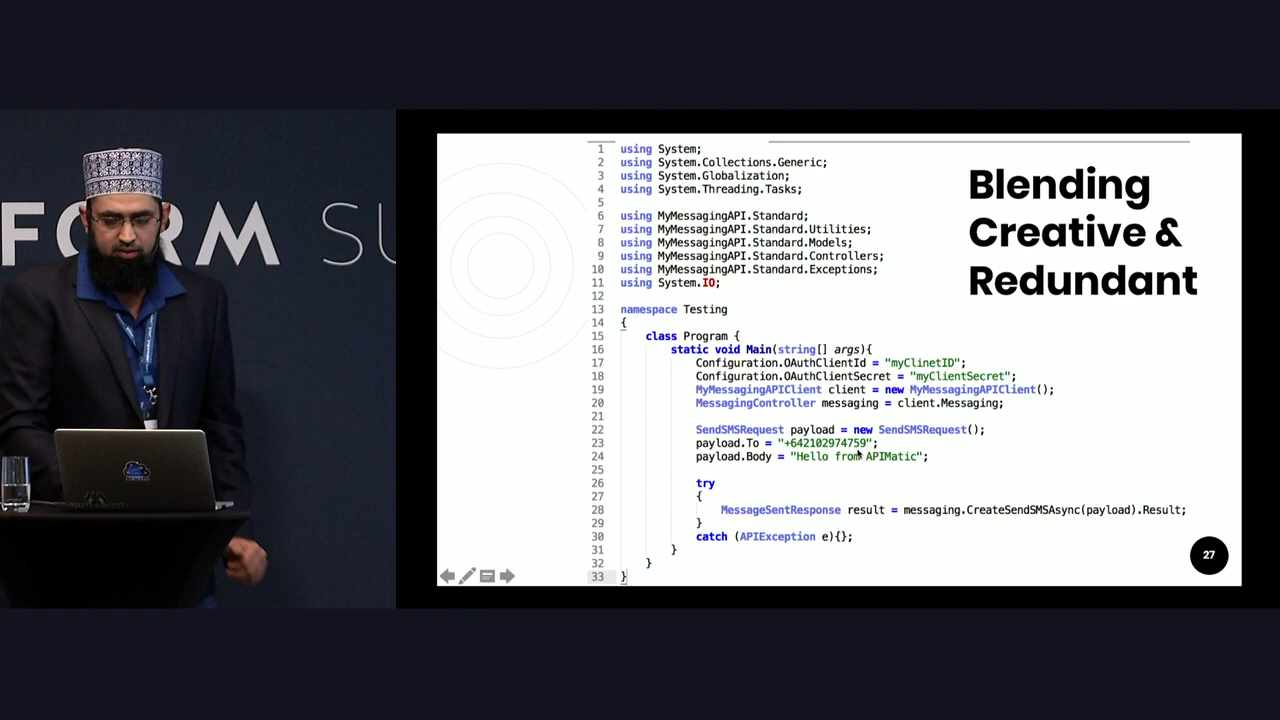 FORM SU
Blending
Creative &
Redundant
1 using System;
2 using System.Collections.Generic;
3 using System.Globalization;
4 using System.Threading.Tasks;
5
6 using MyMessagingAPI.Standard;
7 using MyMessagingAPI.Standard.Utilities;
8 using MyMessagingAPI.Standard.Models;
9 using MyMessagingAPI.Standard.Controllers;
10 using MyMessagingAPI.Standard.Exceptions;
11 using System.IO;
12
13 namespace Testing
14 {
15 class Program {
16 static void Main(string[] args){
17 Configuration.OAuthClientId = "myClinetID";
18 Configuration.OAuthClientSecret = "myClientSecret";
19 MyMessagingAPIClient client = new MyMessagingAPIClient();
20 MessagingController messaging = client.Messaging;
21
22 SendSMSRequest payload = new SendSMSRequest();
23 payload.To = "+642102974759";
24 payload.Body = "Hello from APIMatic";
25
26 try
27 {
28 MessageSentResponse result = messaging.CreateSendSMSAsync(payload).Result;
29 }
30 catch (APIException e){};
31 }
32 }
33 }
27